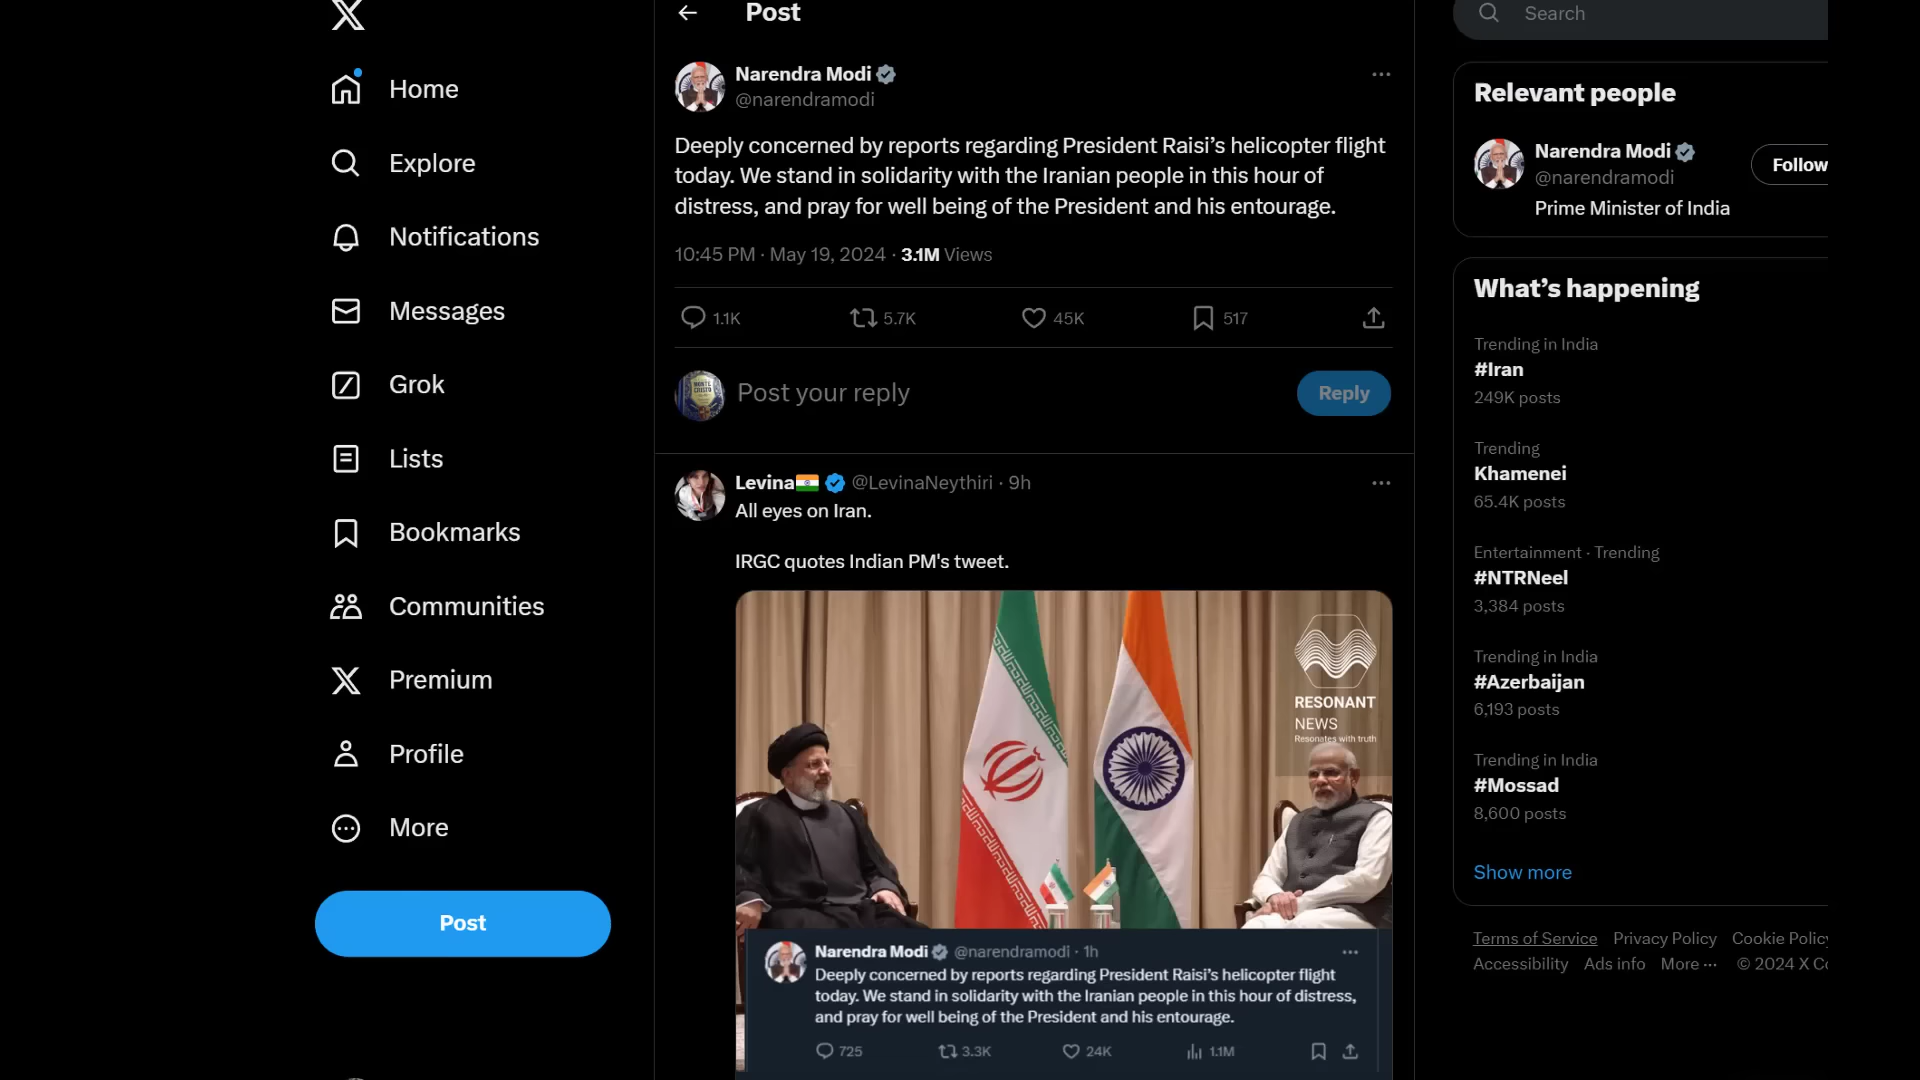 Home
Explore
Notifications
Messages
Grok
Lists
Bookmarks
Communities
Premium
Profile
More
Post
Post
Narendra Modi
@narendramodi
Deeply concerned by reports regarding President Raisi’s helicopter flight
today. We stand in solidarity with the Iranian people in this hour of
distress, and pray for well being of the President and his entourage.
10:45 PM · May 19, 2024 · 3.1M Views
1.1K 5.7K 45K 517
MONTE
CRISTO
Post your reply
Reply
Levina @LevinaNeythiri · 9h
All eyes on Iran.
IRGC quotes Indian PM's tweet.
RESONANT
NEWS
Resonates with truth
Narendra Modi @narendramodi · 1h
Deeply concerned by reports regarding President Raisi’s helicopter flight
today. We stand in solidarity with the Iranian people in this hour of distress,
and pray for well being of the President and his entourage.
725 3.3K 24K 1.1M
Search
Relevant people
Narendra Modi
@narendramodi
Follow
Prime Minister of India
What’s happening
Trending in India
#Iran
249K posts
Trending
Khamenei
65.4K posts
Entertainment · Trending
#NTRNeel
3,384 posts
Trending in India
#Azerbaijan
6,193 posts
Trending in India
#Mossad
8,600 posts
Show more
Terms of Service Privacy Policy Cookie Policy
Accessibility Ads info More ··· © 2024 X Co